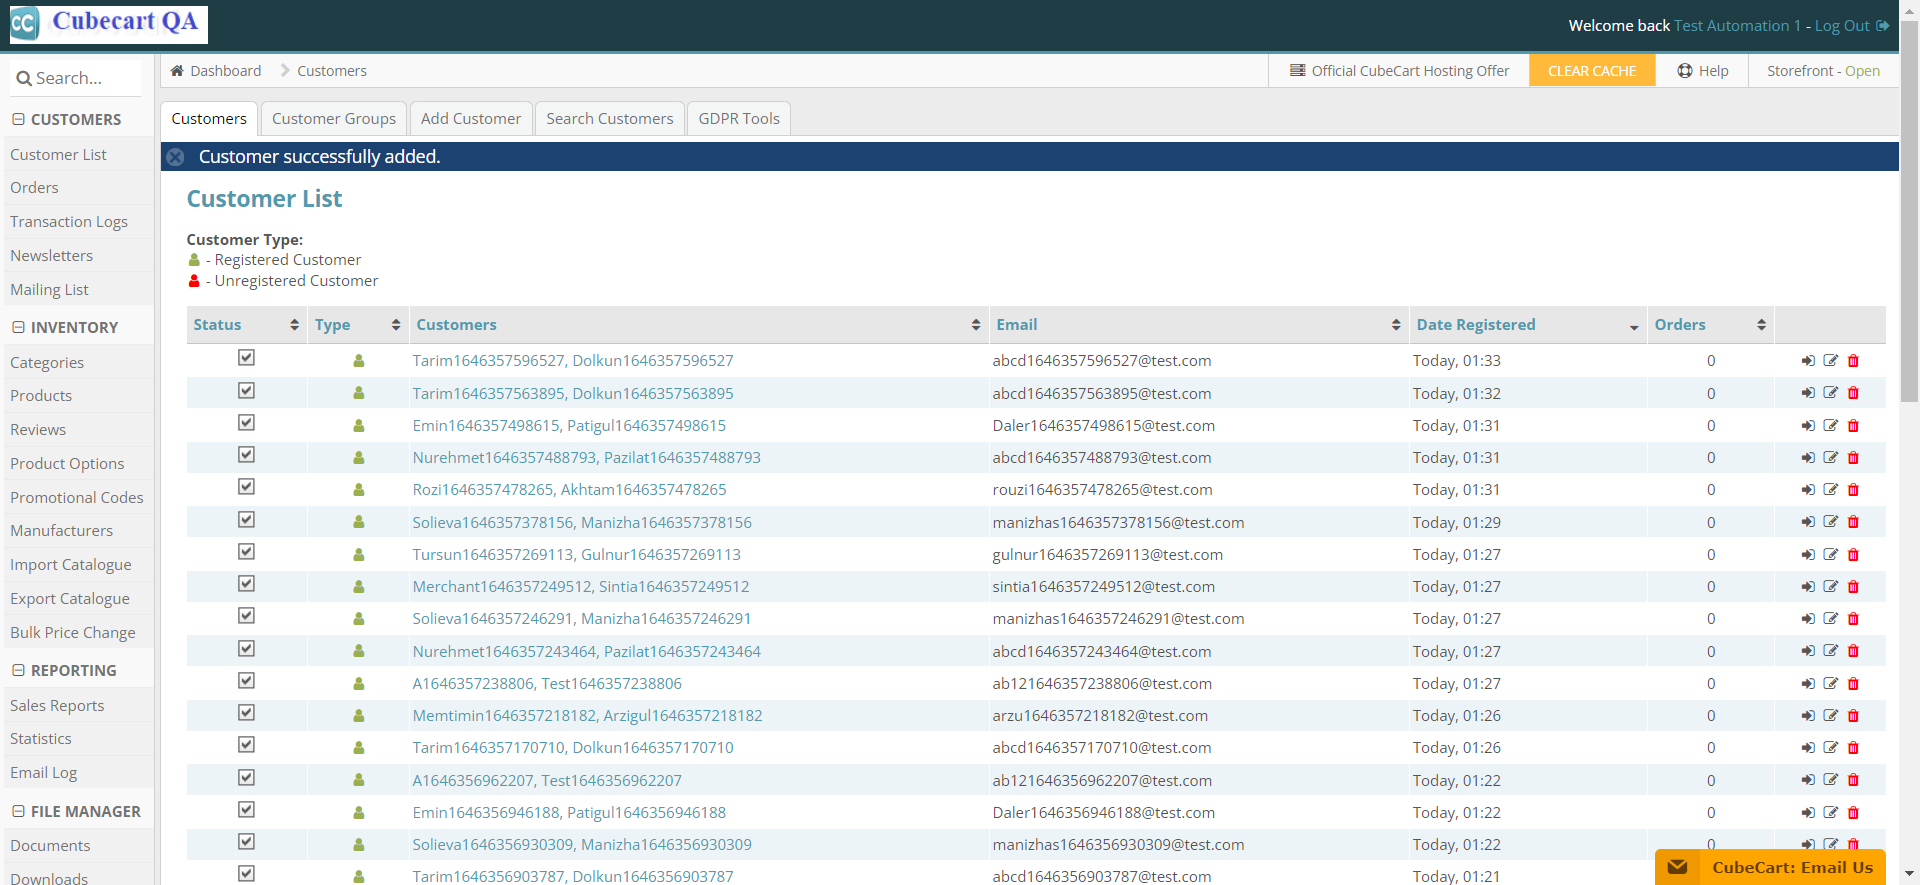 Cubecart QA
Welcome back Test Automation 1 - Log Out
Search...
Dashboard
Customers
Official CubeCart Hosting Offer
CLEAR CACHE
Help
Storefront - Open
CUSTOMERS
Customer List
Orders
Transaction Logs
Newsletters
Mailing List
INVENTORY
Categories
Products
Reviews
Product Options
Promotional Codes
Manufacturers
Import Catalogue
Export Catalogue
Bulk Price Change
REPORTING
Sales Reports
Statistics
Email Log
FILE MANAGER
Documents
Downloads
Customers
Customer Groups
Add Customer
Search Customers
GDPR Tools
Customer successfully added.
Customer List
Customer Type:
- Registered Customer
- Unregistered Customer
Status Type Customers Email Date Registered Orders
Tarim1646357596527, Dolkun1646357596527 abcd1646357596527@test.com Today, 01:33 0
Tarim1646357563895, Dolkun1646357563895 abcd1646357563895@test.com Today, 01:32 0
Emin1646357498615, Patigul1646357498615 Daler1646357498615@test.com Today, 01:31 0
Nurehmet1646357488793, Pazilat1646357488793 abcd1646357488793@test.com Today, 01:31 0
Rozi1646357478265, Akhtam1646357478265 rouzi1646357478265@test.com Today, 01:31 0
Solieva1646357378156, Manizha1646357378156 manizhas1646357378156@test.com Today, 01:29 0
Tursun1646357269113, Gulnur1646357269113 gulnur1646357269113@test.com Today, 01:27 0
Merchant1646357249512, Sintia1646357249512 sintia1646357249512@test.com Today, 01:27 0
Solieva1646357246291, Manizha1646357246291 manizhas1646357246291@test.com Today, 01:27 0
Nurehmet1646357243464, Pazilat1646357243464 abcd1646357243464@test.com Today, 01:27 0
A1646357238806, Test1646357238806 ab121646357238806@test.com Today, 01:27 0
Memtimin1646357218182, Arzigul1646357218182 arzu1646357218182@test.com Today, 01:26 0
Tarim1646357170710, Dolkun1646357170710 abcd1646357170710@test.com Today, 01:26 0
A1646356962207, Test1646356962207 ab121646356962207@test.com Today, 01:22 0
Emin1646356946188, Patigul1646356946188 Daler1646356946188@test.com Today, 01:22 0
Solieva1646356930309, Manizha1646356930309 manizhas1646356930309@test.com Today, 01:22 0
Tarim1646356903787, Dolkun1646356903787 abcd1646356903787@test.com Today, 01:21
CubeCart: Email Us